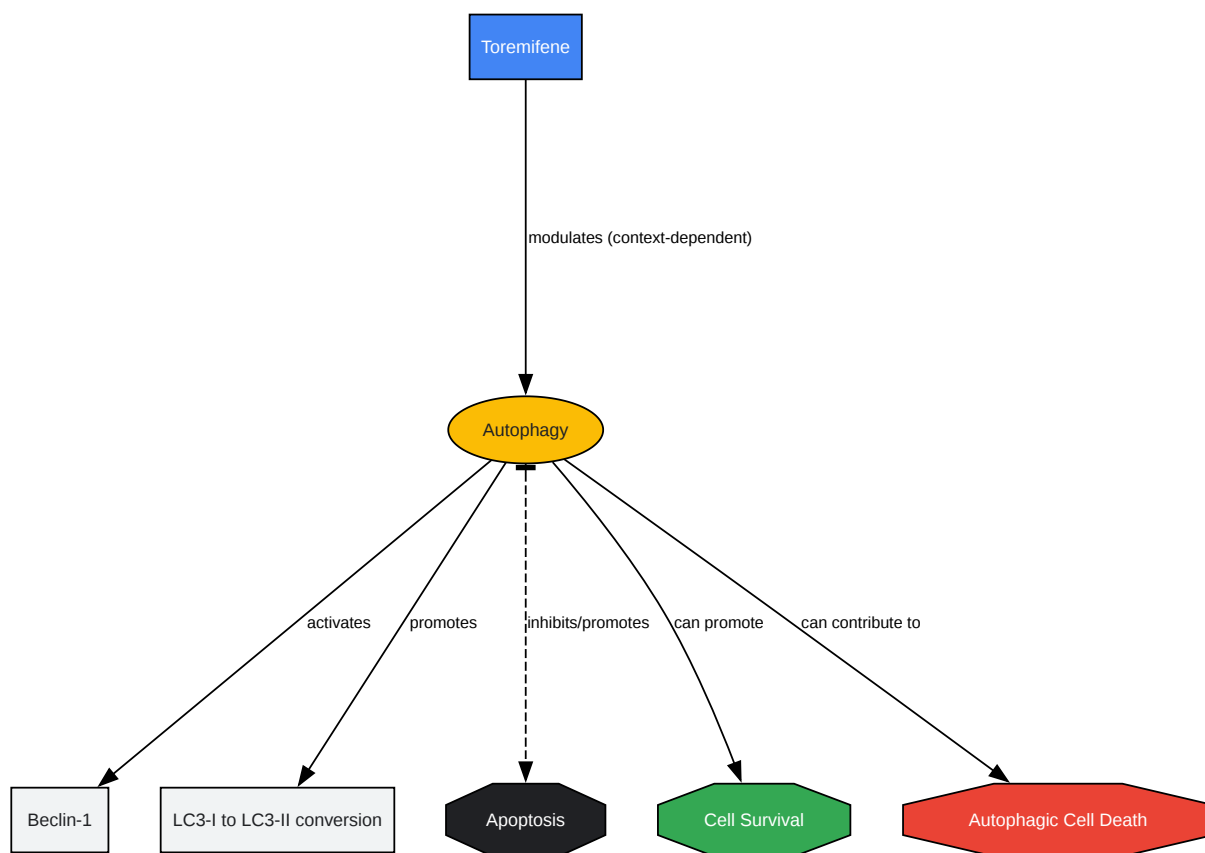 Toremifene
modulates (context-dependent)
Autophagy
activates
promotes
inhibits/promotes
can promote
can contribute to
Beclin-1
LC3-I to LC3-II conversion
Apoptosis
Cell Survival
Autophagic Cell Death